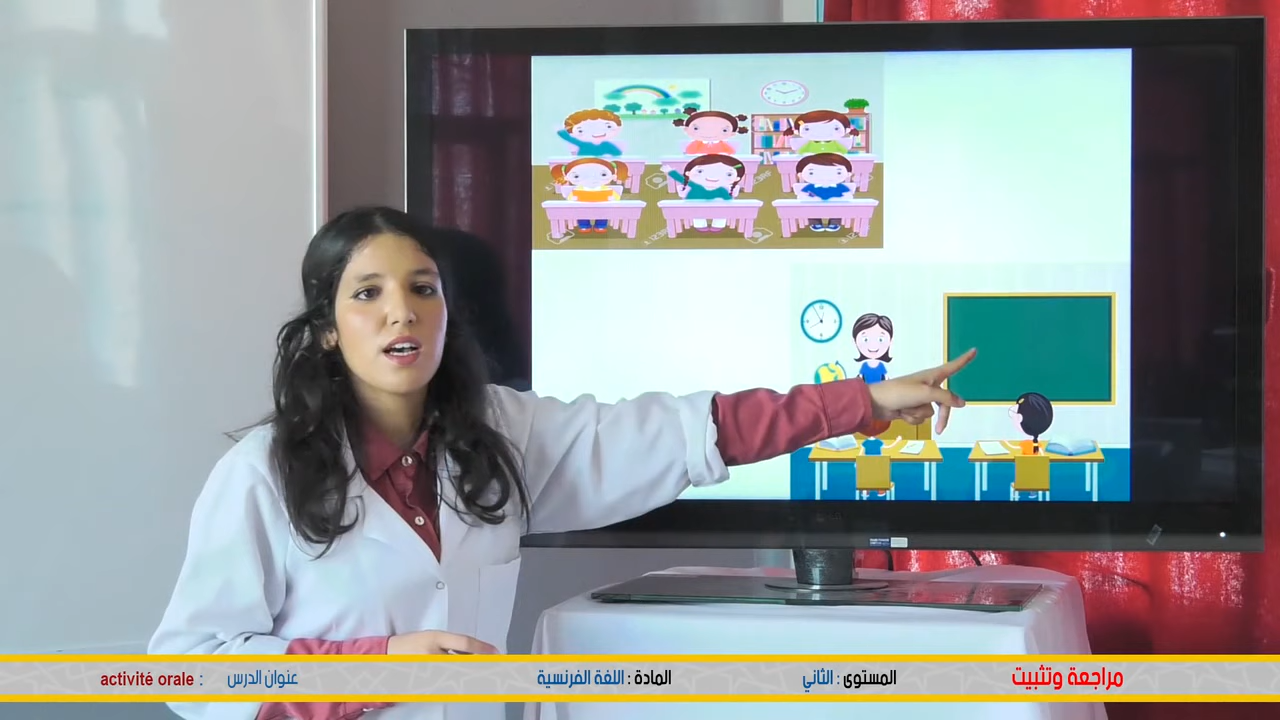 مراجعة وتثبيت
المستوى : الثاني
المادة : اللغة الفرنسية
عنوان الدرس : activité orale